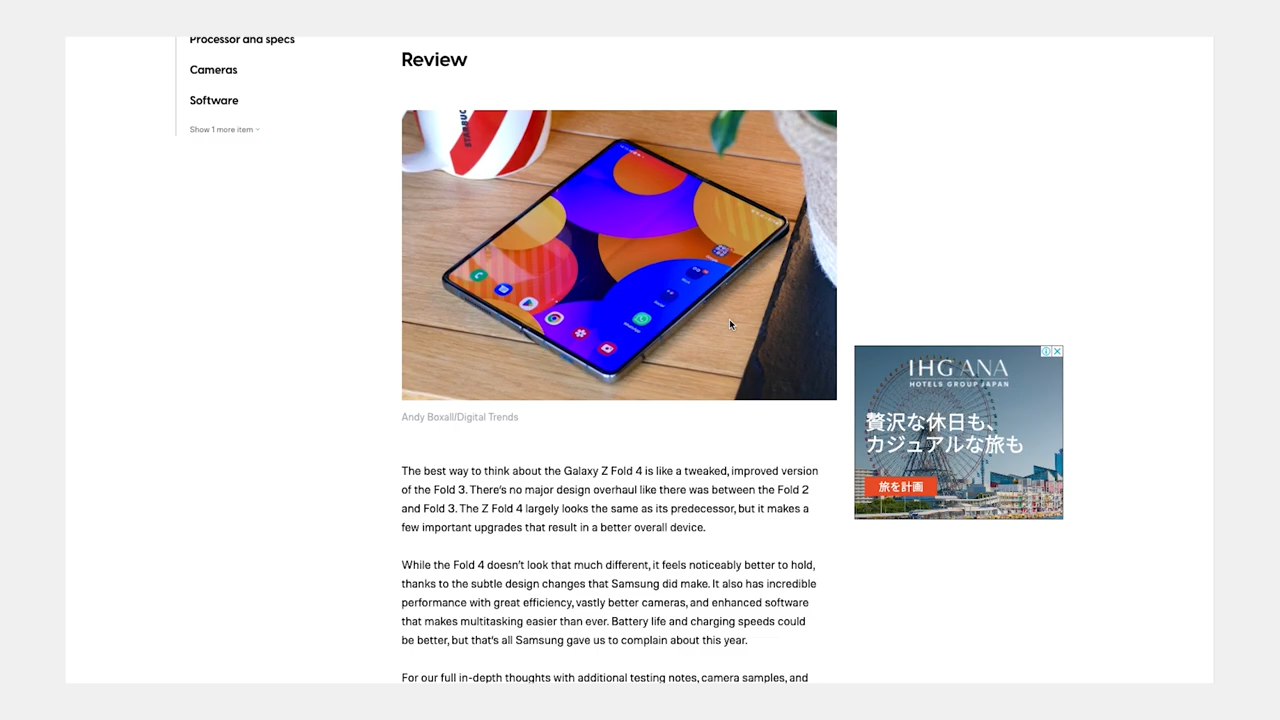 Processor and specs
Cameras
Software
Show 1 more item
Review
STARBUC
Andy Boxall/Digital Trends
The best way to think about the Galaxy Z Fold 4 is like a tweaked, improved version
of the Fold 3. There's no major design overhaul like there was between the Fold 2
and Fold 3. The Z Fold 4 largely looks the same as its predecessor, but it makes a
few important upgrades that result in a better overall device.
While the Fold 4 doesn't look that much different, it feels noticeably better to hold,
thanks to the subtle design changes that Samsung did make. It also has incredible
performance with great efficiency, vastly better cameras, and enhanced software
that makes multitasking easier than ever. Battery life and charging speeds could
be better, but that's all Samsung gave us to complain about this year.
For our full in-depth thoughts with additional testing notes, camera samples, and
IHG ANA
HOTELS GROUP JAPAN
贅沢な休日も、
カジュアルな旅も
旅を計画